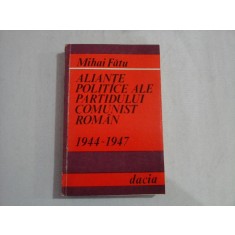 Mihai Fătu
ALIANȚE
POLITICE ALE
PARTIDULUI
COMUNIST
ROMÂN
1944-1947
dacia